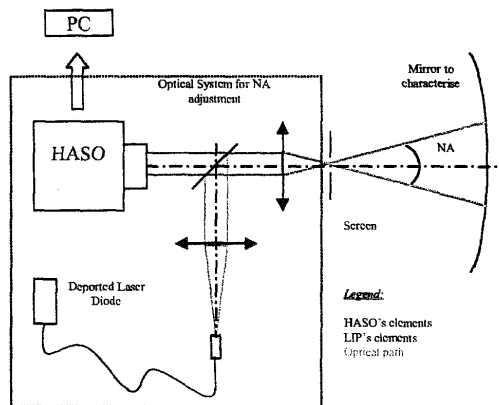 PC
Optical System for NA
adjustment
Mirror to
characterise
HASO
NA
Screen
Deported Laser
Diode
Legend:
HASO's elements
LIP's elements
Optical path